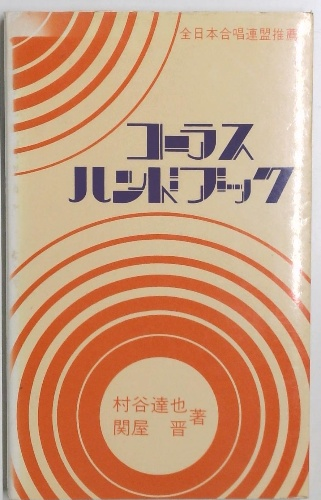 全日本合唱連盟推薦
コーラス
ハンドブック
村谷達也
関屋 晋 著